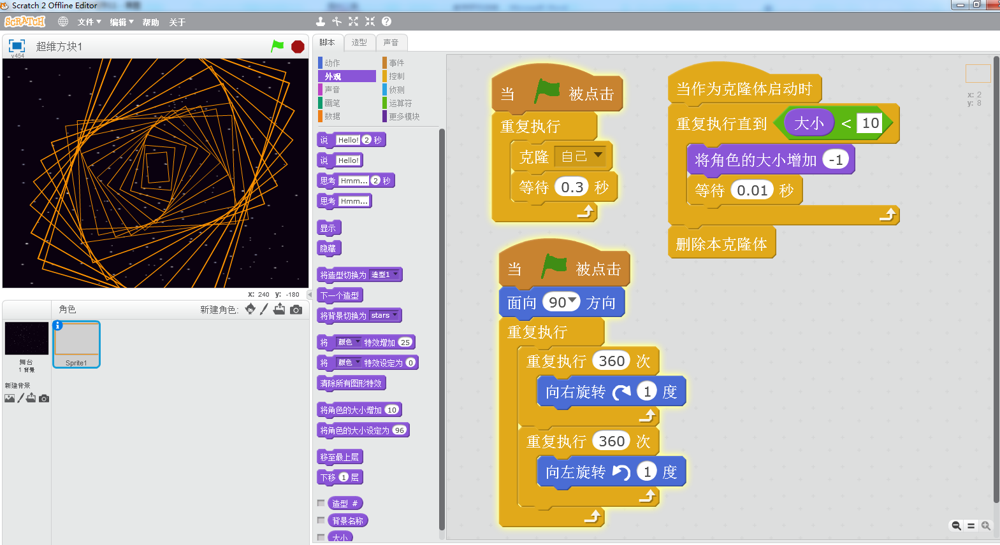 Scratch 2 Offline Editor
SCRATCH 文件 编辑 帮助 关于
超维方块1
v454
脚本 造型 声音
动作 事件
外观 控制
声音 侦测
画笔 运算符
数据 更多模块
说 Hello! 2 秒
说 Hello!
思考 Hmm... 2 秒
思考 Hmm...
显示
隐藏
将造型切换为 造型1
下一个造型
将背景切换为 stars
将 颜色 特效增加 25
将 颜色 特效设定为 0
清除所有图形特效
将角色的大小增加 10
将角色的大小设定为 96
移至最上层
下移 1 层
造型 #
背景名称
大小
x: 240 y: -180
角色 新建角色:
舞台
1 背景
新建背景
Sprite1
当 被点击
重复执行
克隆 自己
等待 0.3 秒
当 被点击
面向 90 方向
重复执行
重复执行 360 次
向右旋转 1 度
重复执行 360 次
向左旋转 1 度
当作为克隆体启动时
重复执行直到 大小 < 10
将角色的大小增加 -1
等待 0.01 秒
删除本克隆体
x: 2
y: 8